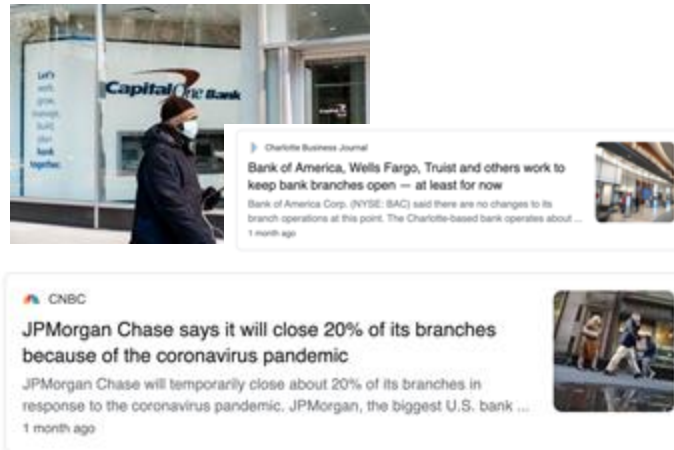 Let's
work,
grow,
manage,
build,
plan
bank
together.
Capital One Bank
Charlotte Business Journal
Bank of America, Wells Fargo, Truist and others work to
keep bank branches open — at least for now
Bank of America Corp. (NYSE: BAC) said there are no changes to its
branch operations at this point. The Charlotte-based bank operates about ...
1 month ago
CNBC
JPMorgan Chase says it will close 20% of its branches
because of the coronavirus pandemic
JPMorgan Chase will temporarily close about 20% of its branches in
response to the coronavirus pandemic. JPMorgan, the biggest U.S. bank ...
1 month ago